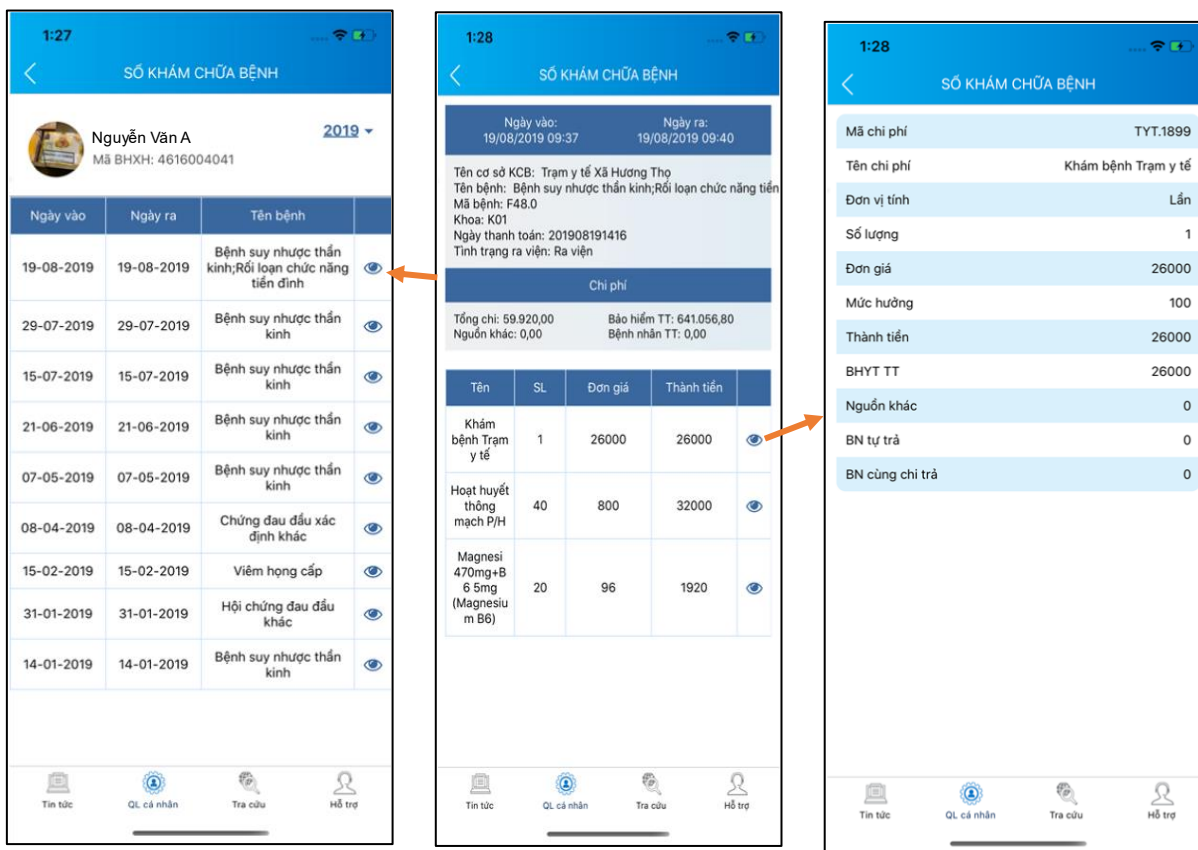 1:27
SỐ KHÁM CHỮA BỆNH
Nguyễn Văn A
2019
Mã BHXH: 4616004041
Ngày vào Ngày ra Tên bệnh
19-08-2019 19-08-2019 Bệnh suy nhược thần
kinh;Rối loạn chức năng
tiền đình
29-07-2019 29-07-2019 Bệnh suy nhược thần
kinh
15-07-2019 15-07-2019 Bệnh suy nhược thần
kinh
21-06-2019 21-06-2019 Bệnh suy nhược thần
kinh
07-05-2019 07-05-2019 Bệnh suy nhược thần
kinh
08-04-2019 08-04-2019 Chứng đau đầu xác
định khác
15-02-2019 15-02-2019 Viêm họng cấp
31-01-2019 31-01-2019 Hội chứng đau đầu
khác
14-01-2019 14-01-2019 Bệnh suy nhược thần
kinh
Tin tức QL cá nhân Tra cứu Hỗ trợ
1:28
SỐ KHÁM CHỮA BỆNH
Ngày vào: Ngày ra:
19/08/2019 09:37 19/08/2019 09:40
Tên cơ sở KCB: Trạm y tế Xã Hương Thọ
Tên bệnh: Bệnh suy nhược thần kinh;Rối loạn chức năng tiền
Mã bệnh: F48.0
Khoa: K01
Ngày thanh toán: 201908191416
Tình trạng ra viện: Ra viện
Chi phí
Tổng chi: 59.920,00 Bảo hiểm TT: 641.056,80
Nguồn khác: 0,00 Bệnh nhân TT: 0,00
Tên SL Đơn giá Thành tiền
Khám
bệnh Trạm 1 26000 26000
y tế
Hoạt huyết
thông 40 800 32000
mạch P/H
Magnesi
470mg+B
6 5mg 20 96 1920
(Magnesiu
m B6)
Tin tức QL cá nhân Tra cứu Hỗ trợ
1:28
SỐ KHÁM CHỮA BỆNH
Mã chi phí TYT.1899
Tên chi phí Khám bệnh Trạm y tế
Đơn vị tính Lần
Số lượng 1
Đơn giá 26000
Mức hưởng 100
Thành tiền 26000
BHYT TT 26000
Nguồn khác 0
BN tự trả 0
BN cùng chi trả 0
Tin tức QL cá nhân Tra cứu Hỗ trợ